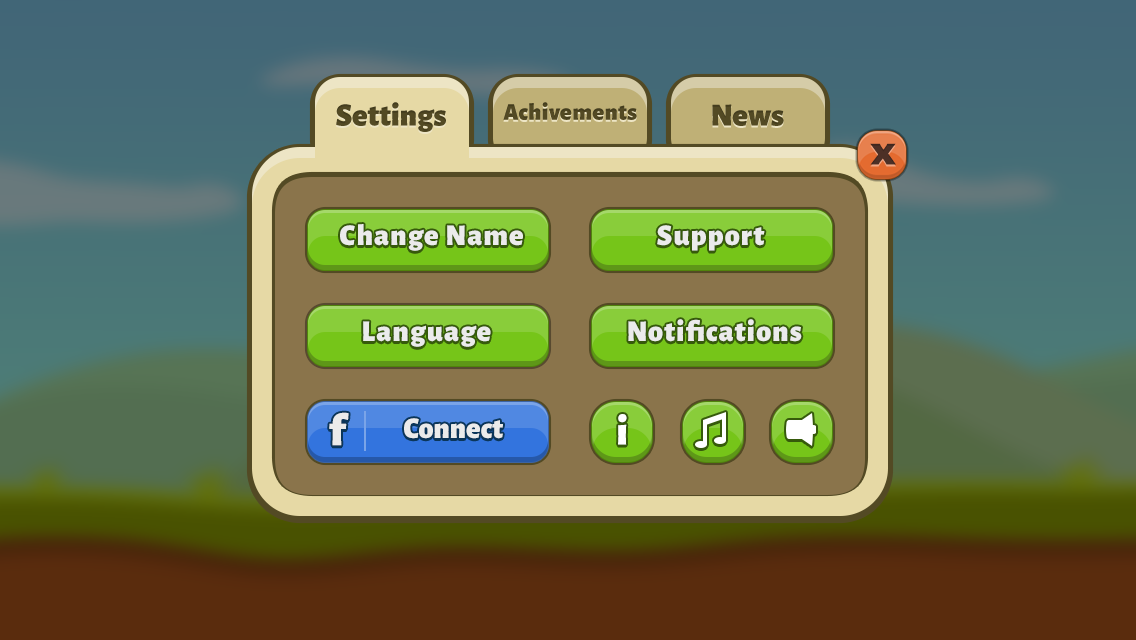 Settings
Achivements
News
X
Change Name
Support
Language
Notifications
f Connect
i